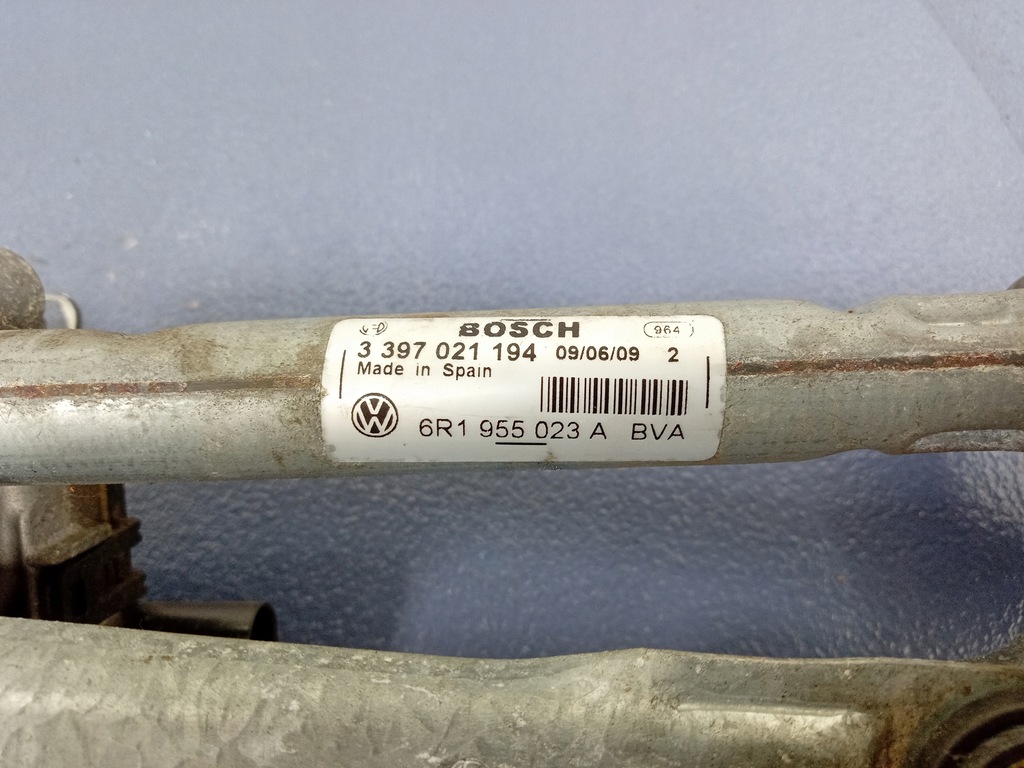 BOSCH 964
3 397 021 194 09/06/09 2
Made in Spain
6R1 955 023 A BVA